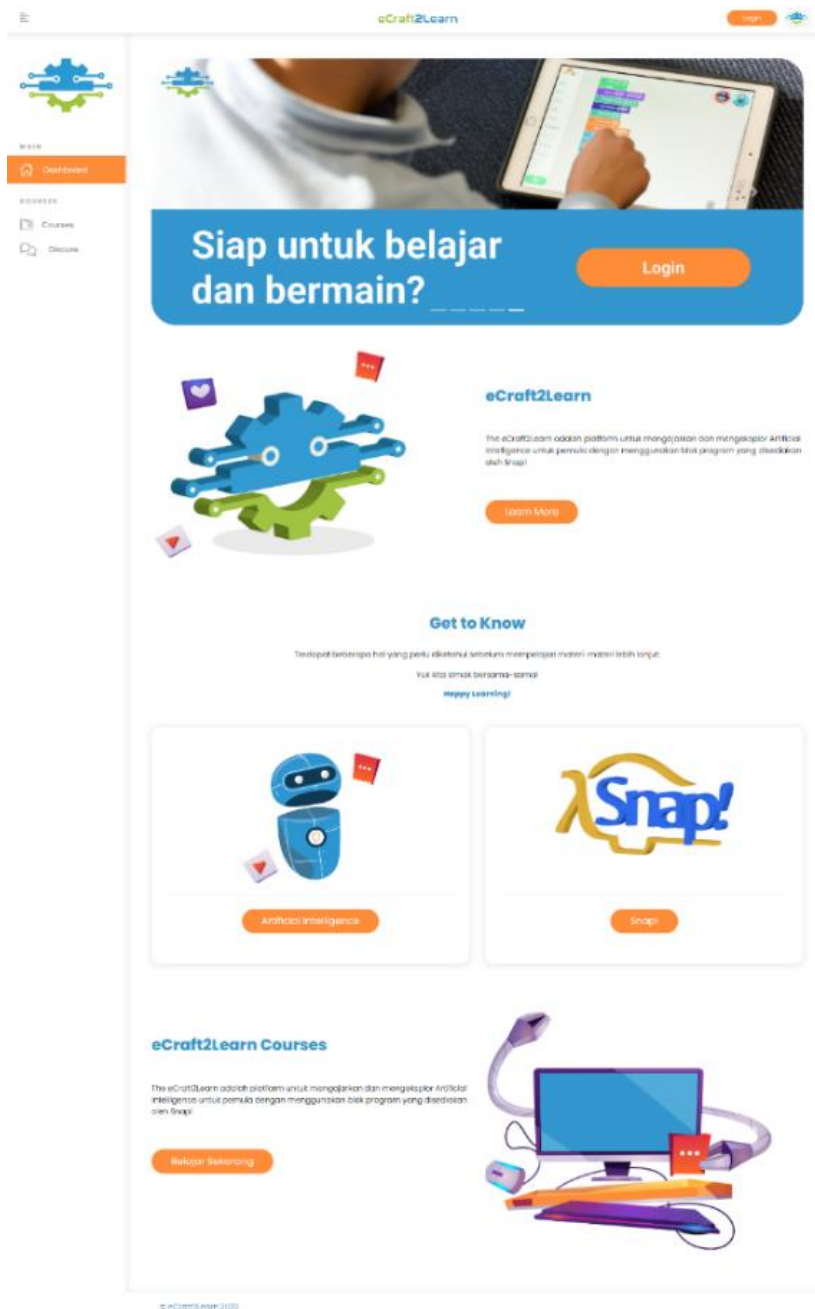 eCraft2Learn
Login
MAIN
Dashboard
COURSES
Courses
Discuss
Siap untuk belajar
dan bermain?
Login
eCraft2Learn
The eCraft2Learn adalah platform untuk mengajarkan dan mengeksplor Artificial
Intelligence untuk pemula dengan menggunakan blok program yang disediakan
oleh Snap!
Learn More
Get to Know
Terdapat beberapa hal yang perlu diketahui sebelum mempelajari materi-materi lebih lanjut.
Yuk kita simak bersama-sama!
Happy Learning!
Snap!
Artificial Intelligence
Snap!
eCraft2Learn Courses
The eCraft2Learn adalah platform untuk mengajarkan dan mengeksplor Artificial
Intelligence untuk pemula dengan menggunakan blok program yang disediakan
oleh Snap!
Belajar Sekarang
© eCraft2Learn